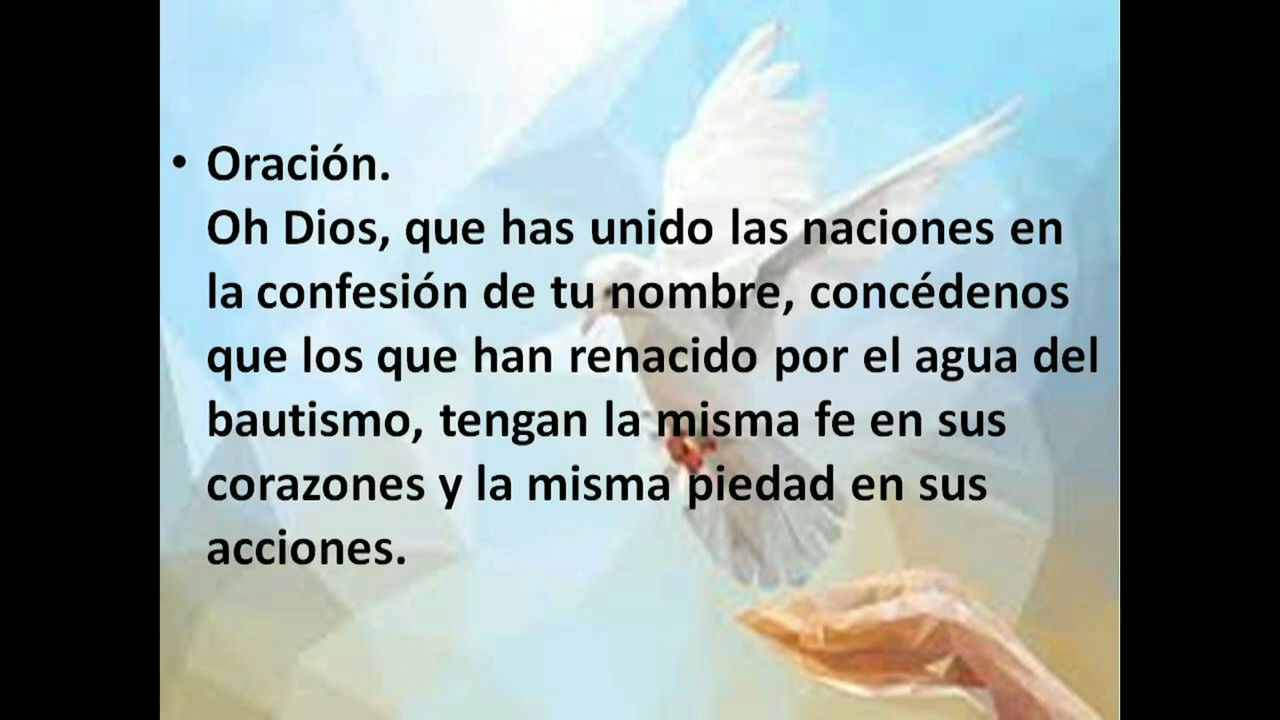 • Oración.
Oh Dios, que has unido las naciones en
la confesión de tu nombre, concédenos
que los que han renacido por el agua del
bautismo, tengan la misma fe en sus
corazones y la misma piedad en sus
acciones.